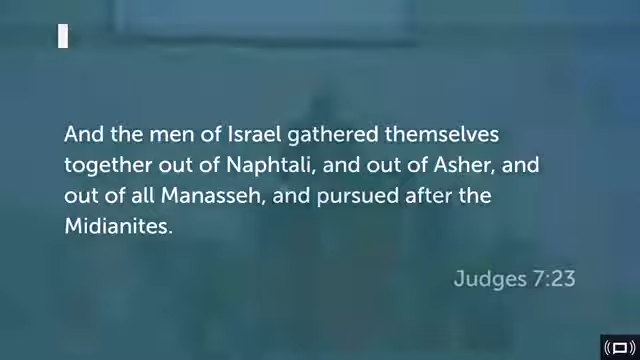 And the men of Israel gathered themselves
together out of Naphtali, and out of Asher, and
out of all Manasseh, and pursued after the
Midianites.
Judges 7:23